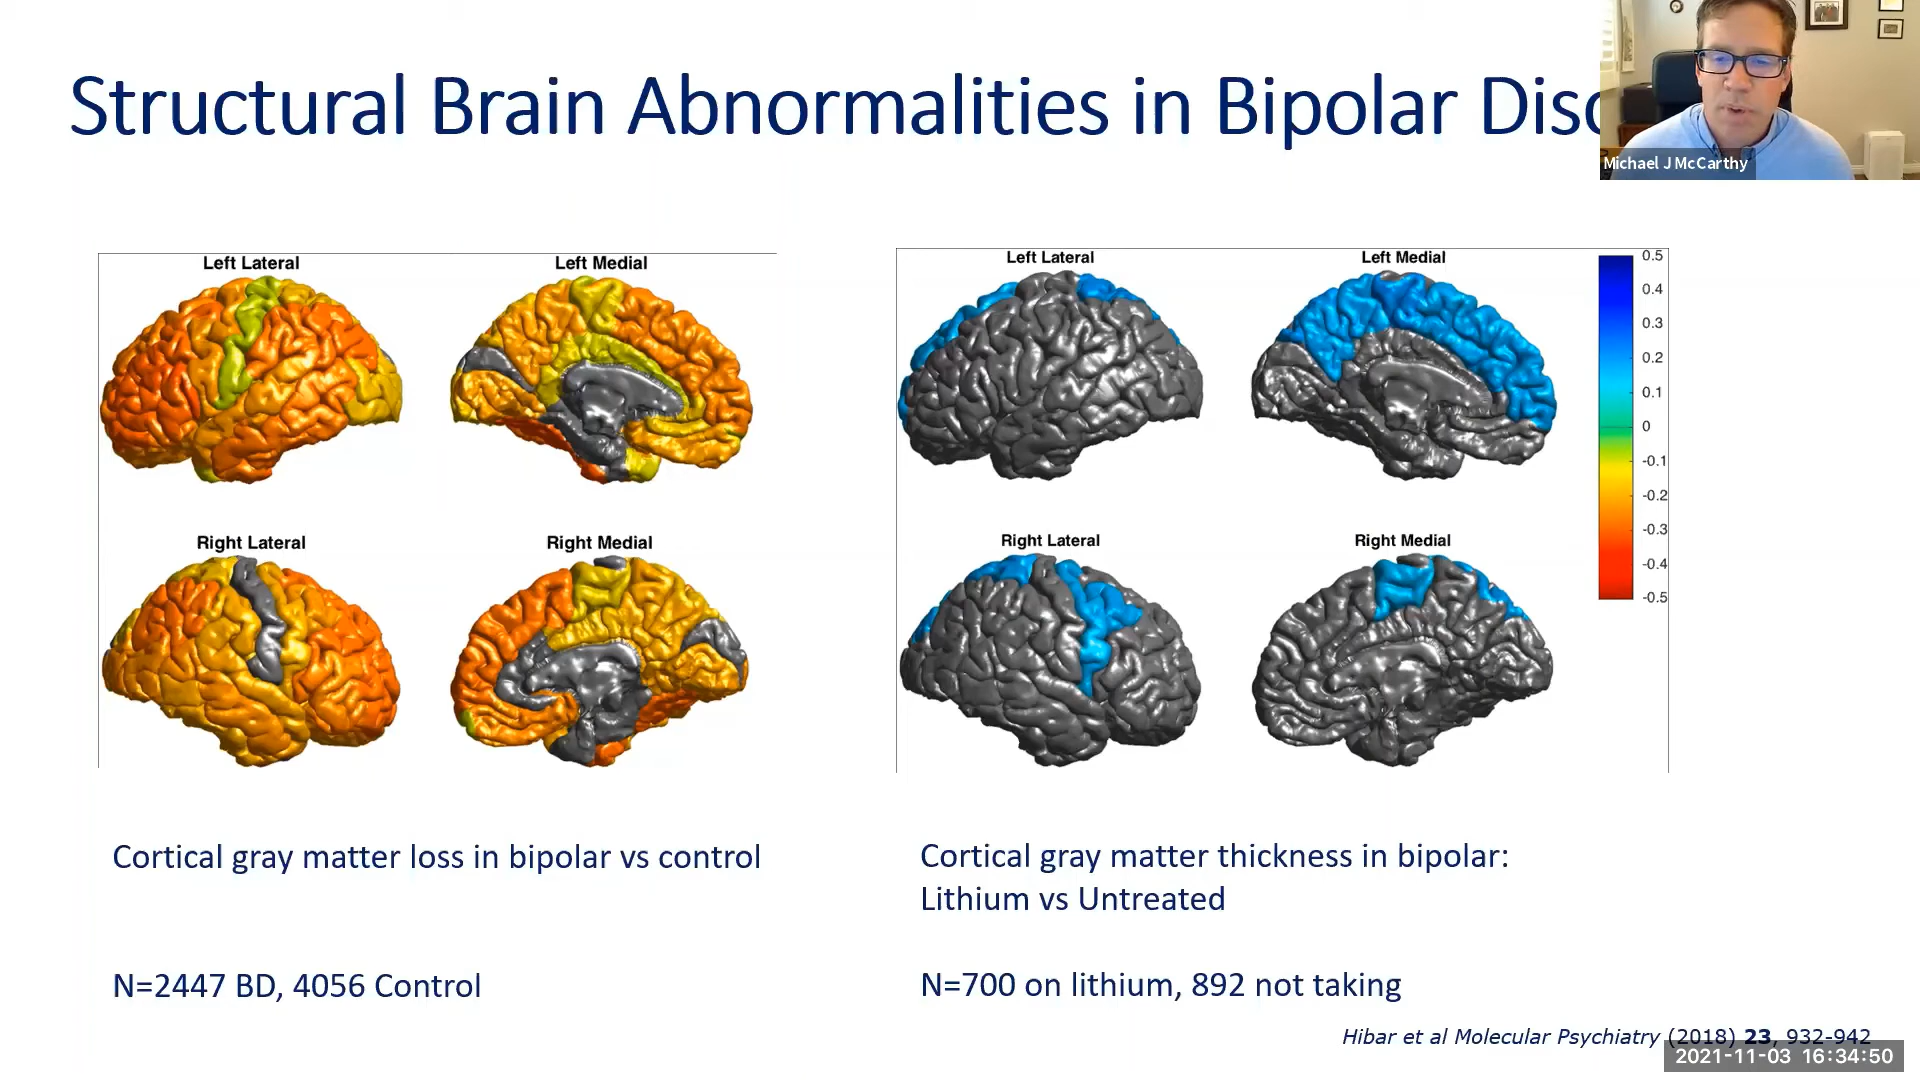 Structural Brain Abnormalities in Bipolar
Michael J McCarthy
Left Lateral
Left Medial
Right Lateral
Right Medial
Left Lateral
Left Medial
Right Lateral
Right Medial
0.5
0.4
0.3
0.2
0.1
0
-0.1
-0.2
-0.3
-0.4
-0.5
Cortical gray matter loss in bipolar vs control
N=2447 BD, 4056 Control
Cortical gray matter thickness in bipolar:
Lithium vs Untreated
N=700 on lithium, 892 not taking
Hibar et al Molecular Psychiatry (2018) 23, 932-942
2021-11-03 16:34:50